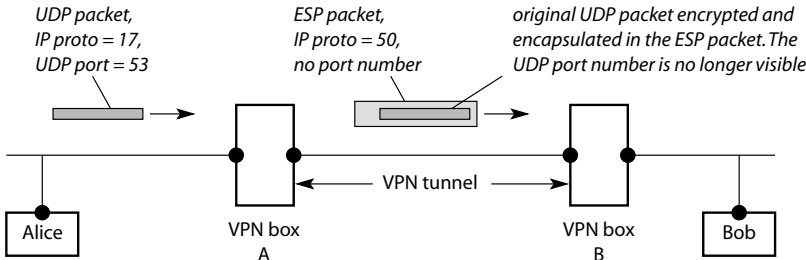 UDP packet,
IP proto = 17,
UDP port = 53
ESP packet,
IP proto = 50,
no port number
original UDP packet encrypted and
encapsulated in the ESP packet. The
UDP port number is no longer visible
VPN tunnel
Alice
VPN box
A
VPN box
B
Bob